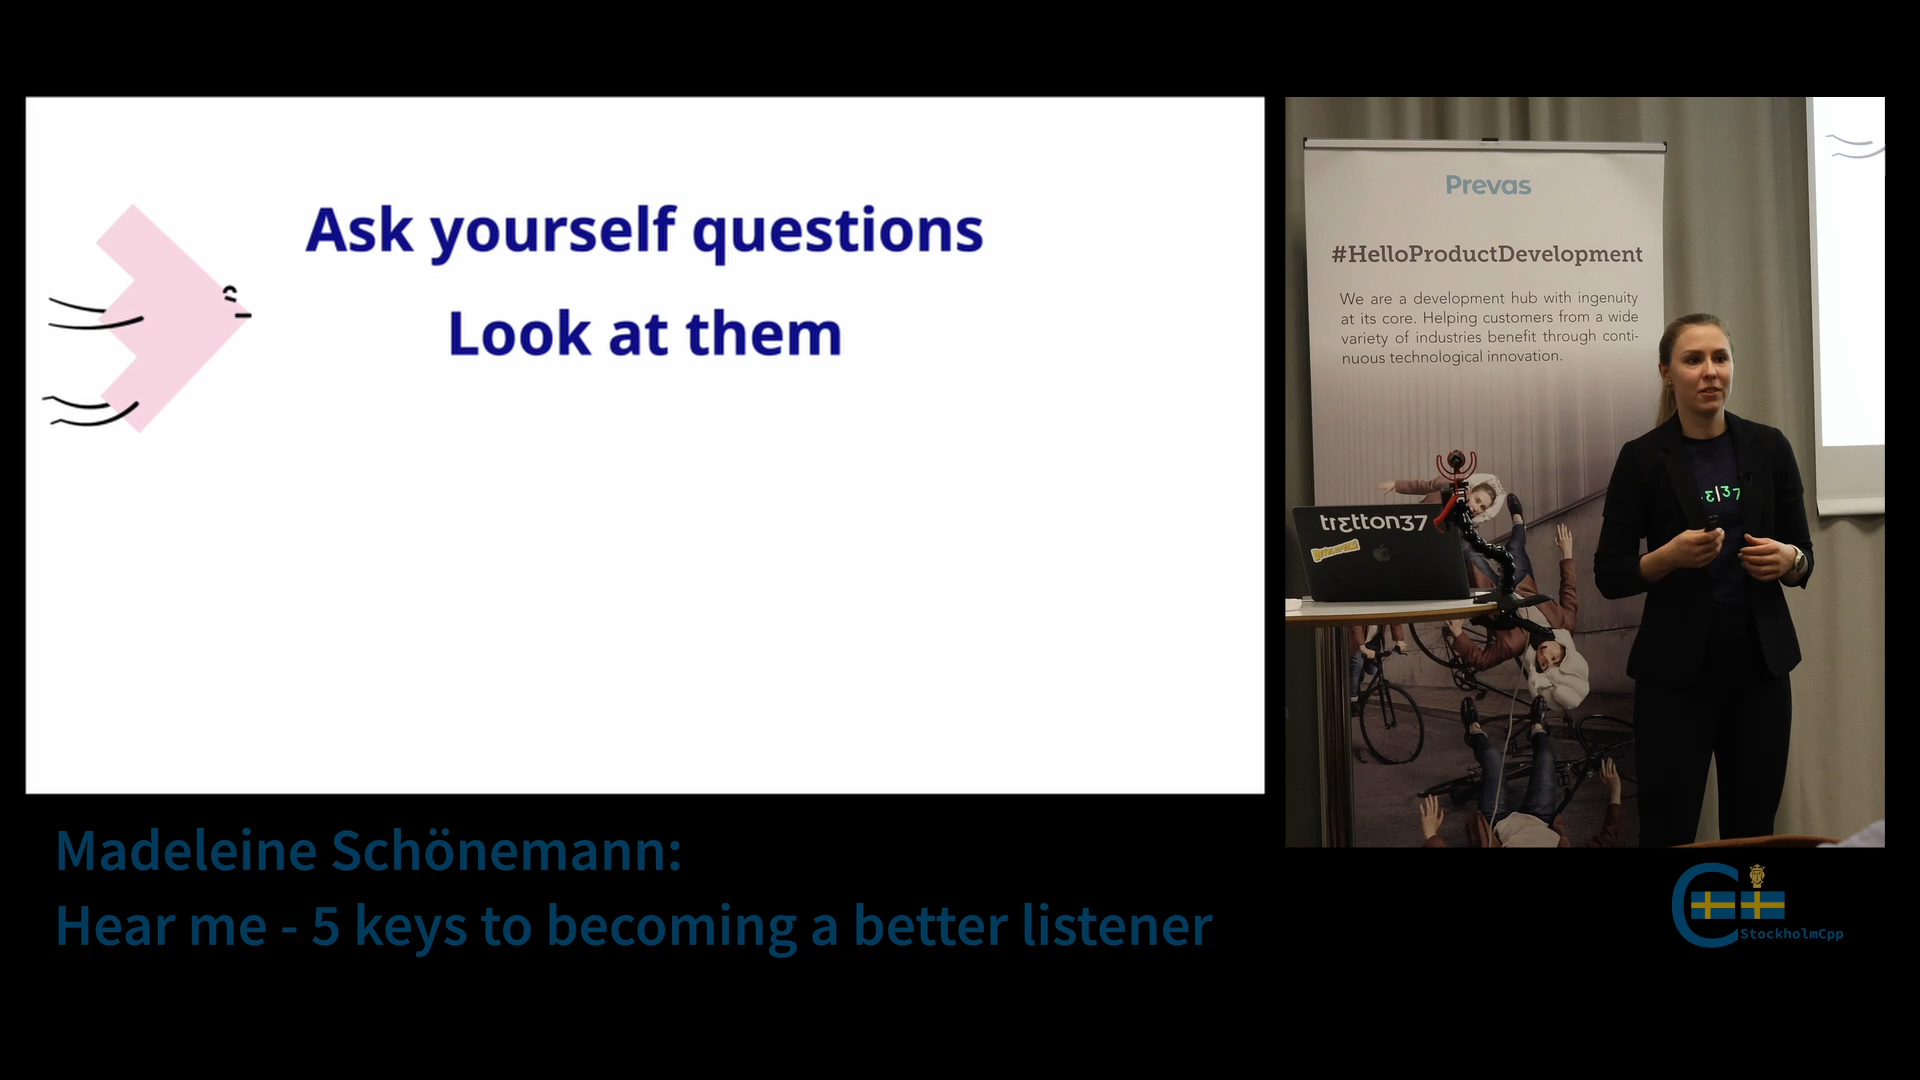 Ask yourself questions
Look at them
Prevas
#HelloProductDevelopment
We are a development hub with ingenuity
at its core. Helping customers from a wide
variety of industries benefit through conti-
nuous technological innovation.
trɛtton37
Madeleine Schönemann:
Hear me - 5 keys to becoming a better listener
StockholmCpp